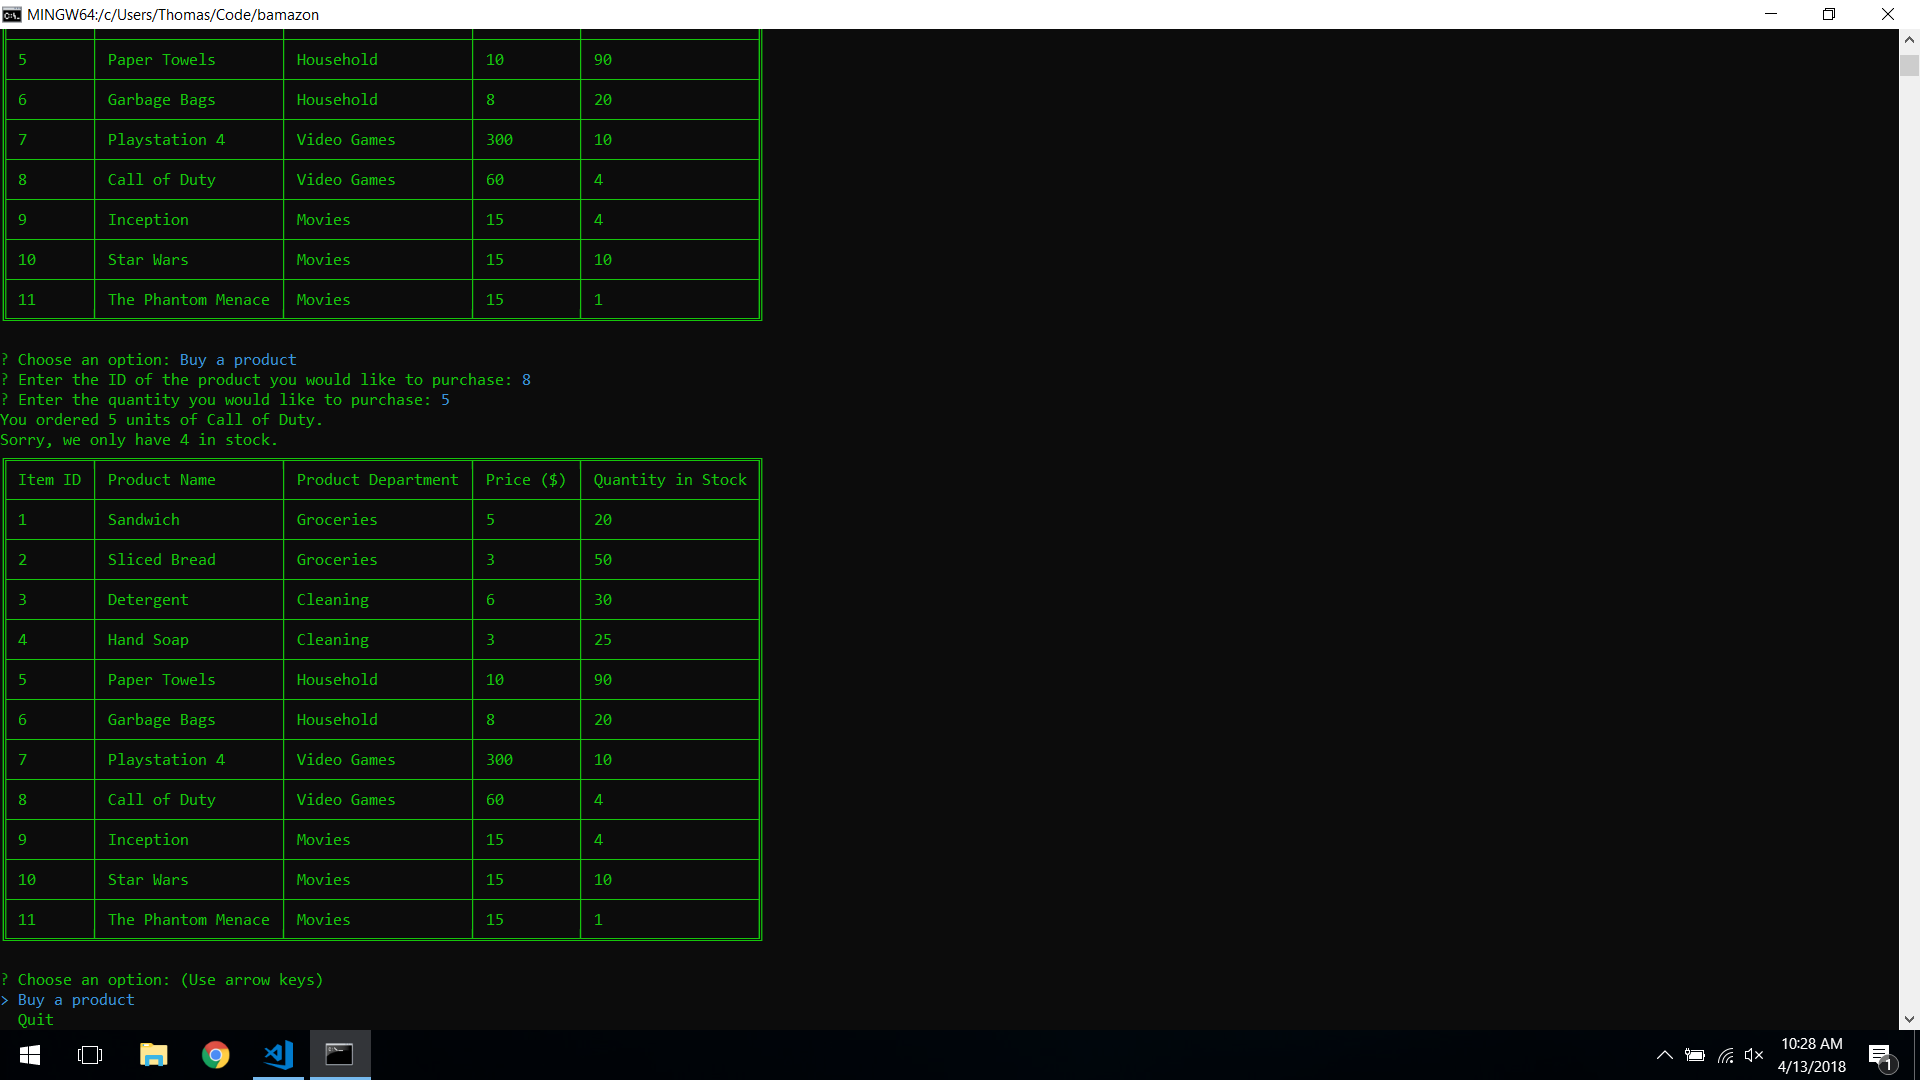 MINGW64:/c/Users/Thomas/Code/bamazon
5 Paper Towels Household 10 90
6 Garbage Bags Household 8 20
7 Playstation 4 Video Games 300 10
8 Call of Duty Video Games 60 4
9 Inception Movies 15 4
10 Star Wars Movies 15 10
11 The Phantom Menace Movies 15 1
? Choose an option: Buy a product
? Enter the ID of the product you would like to purchase: 8
? Enter the quantity you would like to purchase: 5
You ordered 5 units of Call of Duty.
Sorry, we only have 4 in stock.
Item ID Product Name Product Department Price ($) Quantity in Stock
1 Sandwich Groceries 5 20
2 Sliced Bread Groceries 3 50
3 Detergent Cleaning 6 30
4 Hand Soap Cleaning 3 25
5 Paper Towels Household 10 90
6 Garbage Bags Household 8 20
7 Playstation 4 Video Games 300 10
8 Call of Duty Video Games 60 4
9 Inception Movies 15 4
10 Star Wars Movies 15 10
11 The Phantom Menace Movies 15 1
? Choose an option: (Use arrow keys)
> Buy a product
Quit
10:28 AM
4/13/2018
1